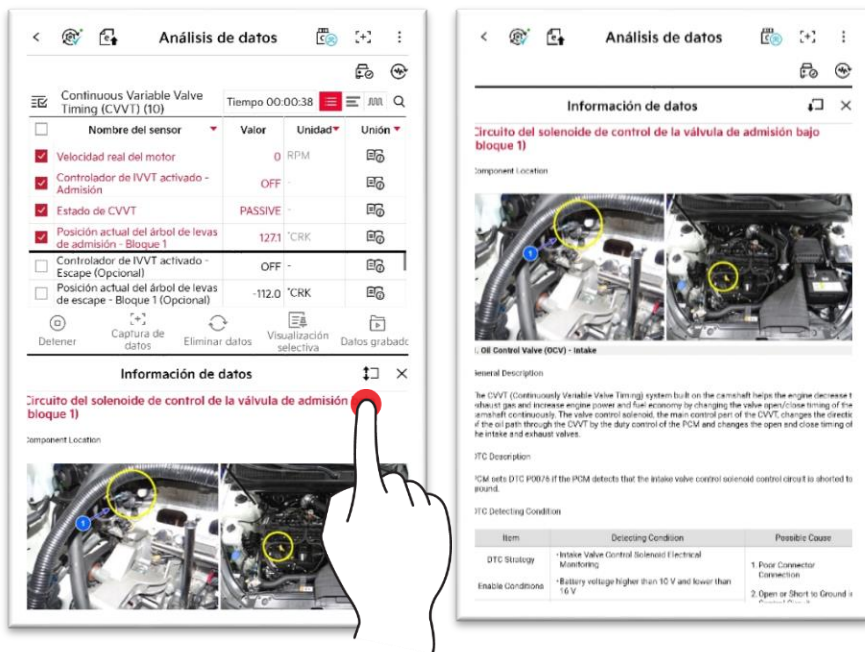 Análisis de datos
Continuous Variable Valve
Timing (CVVT) (10)
Tiempo 00:00:38
Nombre del sensor Valor Unidad Unión
Velocidad real del motor 0 RPM
Controlador de IVVT activado -
Admisión OFF -
Estado de CVVT PASSIVE -
Posición actual del árbol de levas
de admisión - Bloque 1 127.1 °CRK
Controlador de IVVT activado -
Escape (Opcional) OFF -
Posición actual del árbol de levas
de escape - Bloque 1 (Opcional) -112.0 °CRK
Detener
Captura de
datos
Eliminar datos
Visualización
selectiva
Datos grabado
Información de datos
Circuito del solenoide de control de la válvula de admisión
bloque 1)
Component Location
1
Análisis de datos
Información de datos
Circuito del solenoide de control de la válvula de admisión bajo
bloque 1)
Component Location
1
1. Oil Control Valve (OCV) - Intake
General Description
The CVVT (Continuously Variable Valve Timing) system built on the camshaft helps the engine decrease
exhaust gas and increase engine power and fuel economy by changing the valve open/close timing of the
camshaft continuously. The valve control solenoid, the main control part of the CVVT, changes the directio
of the oil path through the CVVT by the duty control of the PCM and changes the open and close timing of
the intake and exhaust valves.
DTC Description
PCM sets DTC P0076 if the PCM detects that the intake valve control solenoid control circuit is shorted to
ground.
DTC Detecting Condition
Item Detecting Condition Possible Cause
DTC Strategy
• Intake Valve Control Solenoid Electrical
Monitoring
Enable Conditions
• Battery voltage higher than 10 V and lower than
16 V
1. Poor Connector
Connection
2. Open or Short to Ground in